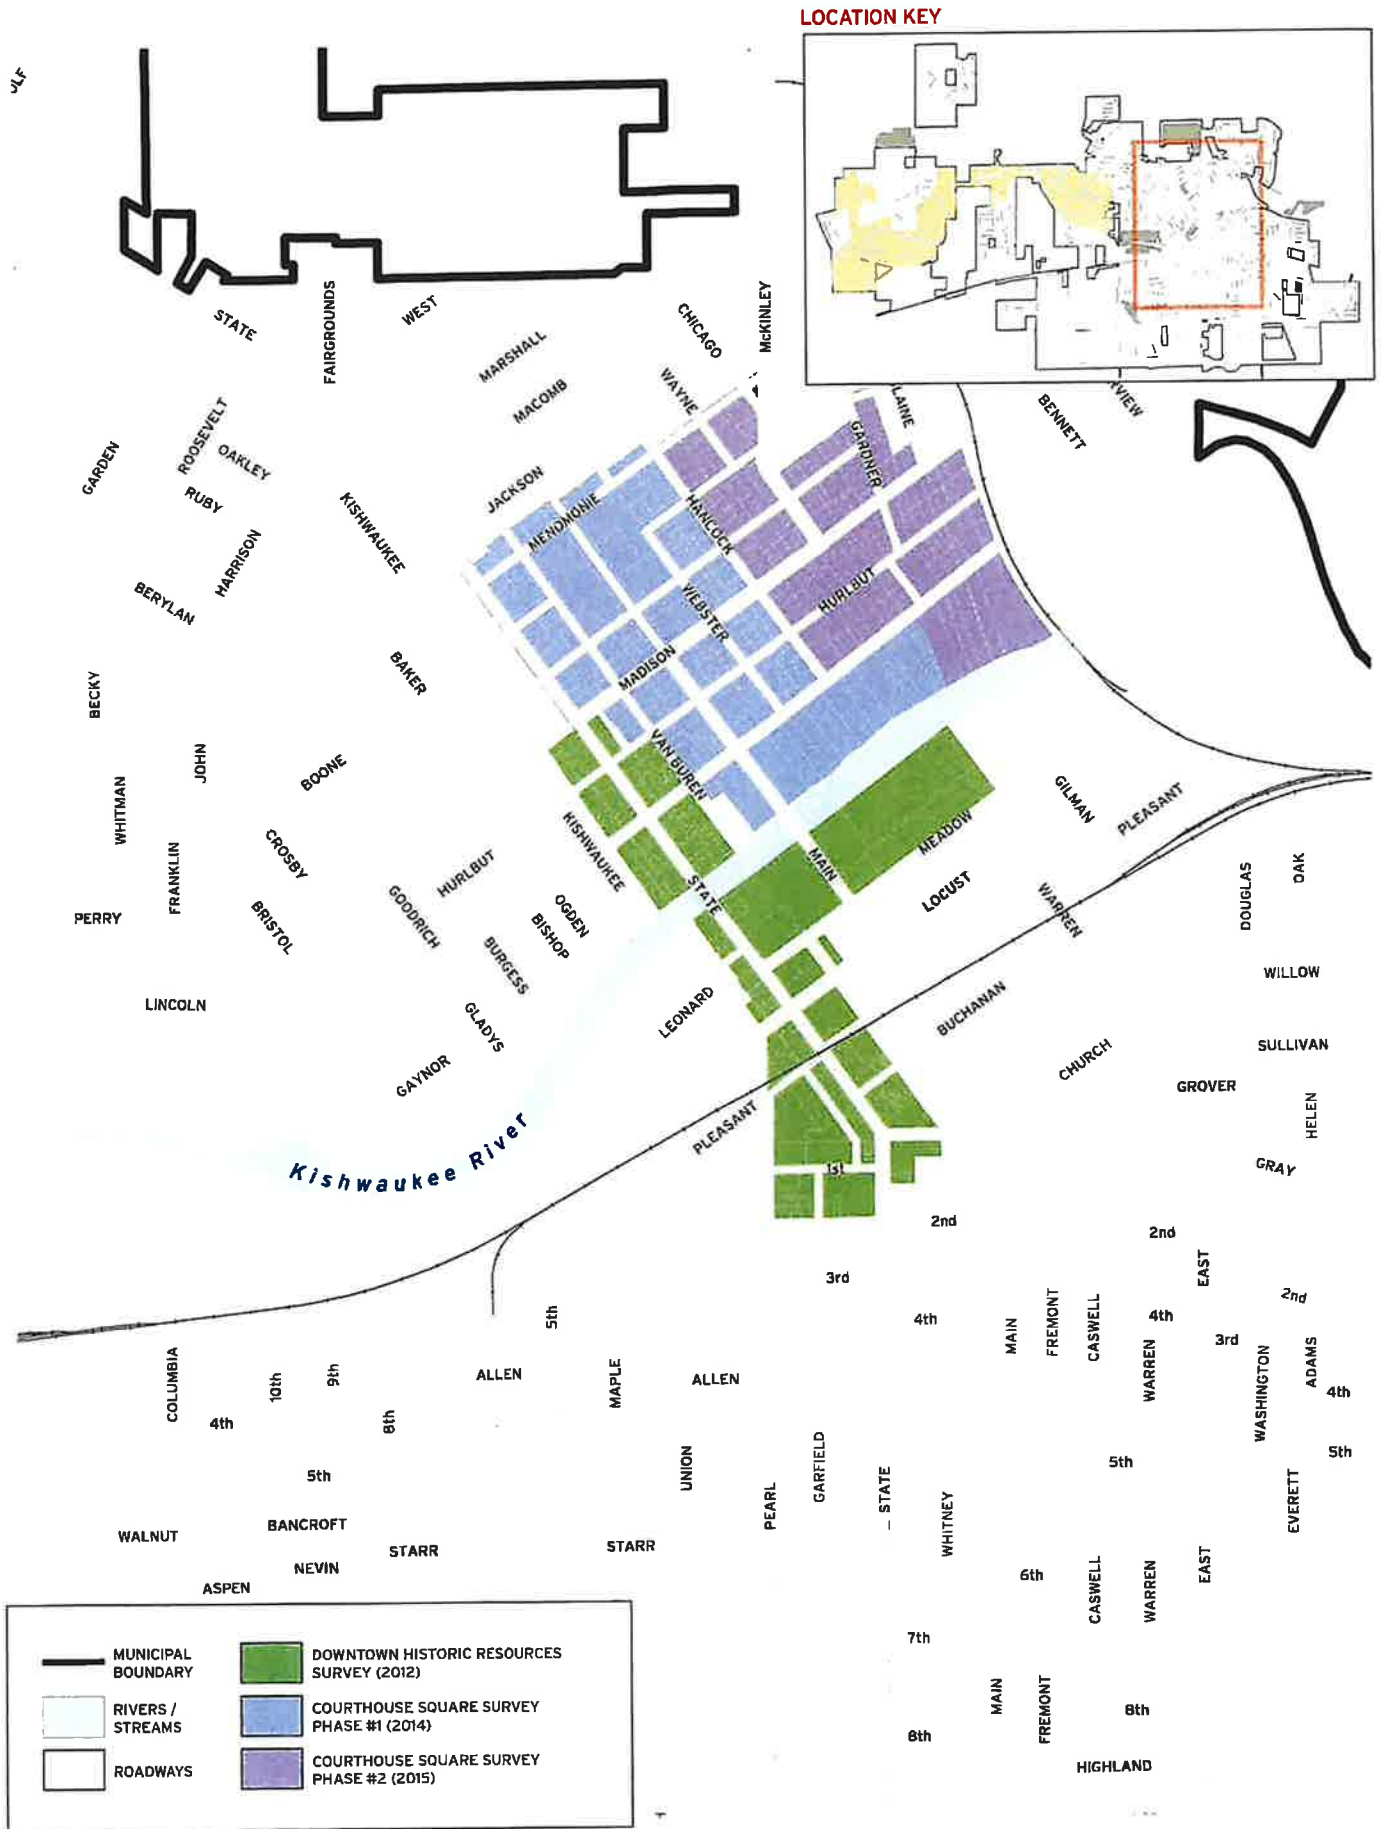 LOCATION KEY
STATE
FAIRGROUNDS
WEST
MARSHALL
MACOMB
CHICAGO
McKINLEY
WAYNE
LAINE
GARDNER
BENNETT
RVIEW
GARDEN
ROOSEVELT
OAKLEY
RUBY
HARRISON
KISHWAUKEE
JACKSON
MENOMONIE
HANCOCK
BERYLAN
WEBSTER
HURLBUT
MADISON
BAKER
BECKY
JOHN
BOONE
VAN BUREN
WHITMAN
CROSBY
KISHWAUKEE
GILMAN
PLEASANT
MEADOW
MAIN
FRANKLIN
HURLBUT
STATE
LOCUST
WARREN
DOUGLAS
OAK
PERRY
BRISTOL
GOODRICH
OGDEN
BISHOP
BURGESS
WILLOW
LINCOLN
GLADYS
LEONARD
BUCHANAN
SULLIVAN
GAYNOR
CHURCH
GROVER
HELEN
PLEASANT
Kishwaukee River
1st
GRAY
2nd
2nd
EAST
3rd
2nd
5th
4th
MAIN
FREMONT
CASWELL
4th
3rd
WARREN
WASHINGTON
ADAMS
4th
COLUMBIA
10th
9th
ALLEN
MAPLE
ALLEN
4th
8th
5th
UNION
GARFIELD
5th
5th
PEARL
STATE
WHITNEY
EVERETT
WALNUT
BANCROFT
STARR
STARR
NEVIN
6th
CASWELL
WARREN
EAST
ASPEN
7th
MAIN
FREMONT
8th
8th
HIGHLAND
MUNICIPAL
BOUNDARY
RIVERS /
STREAMS
ROADWAYS
DOWNTOWN HISTORIC RESOURCES
SURVEY (2012)
COURTHOUSE SQUARE SURVEY
PHASE #1 (2014)
COURTHOUSE SQUARE SURVEY
PHASE #2 (2015)